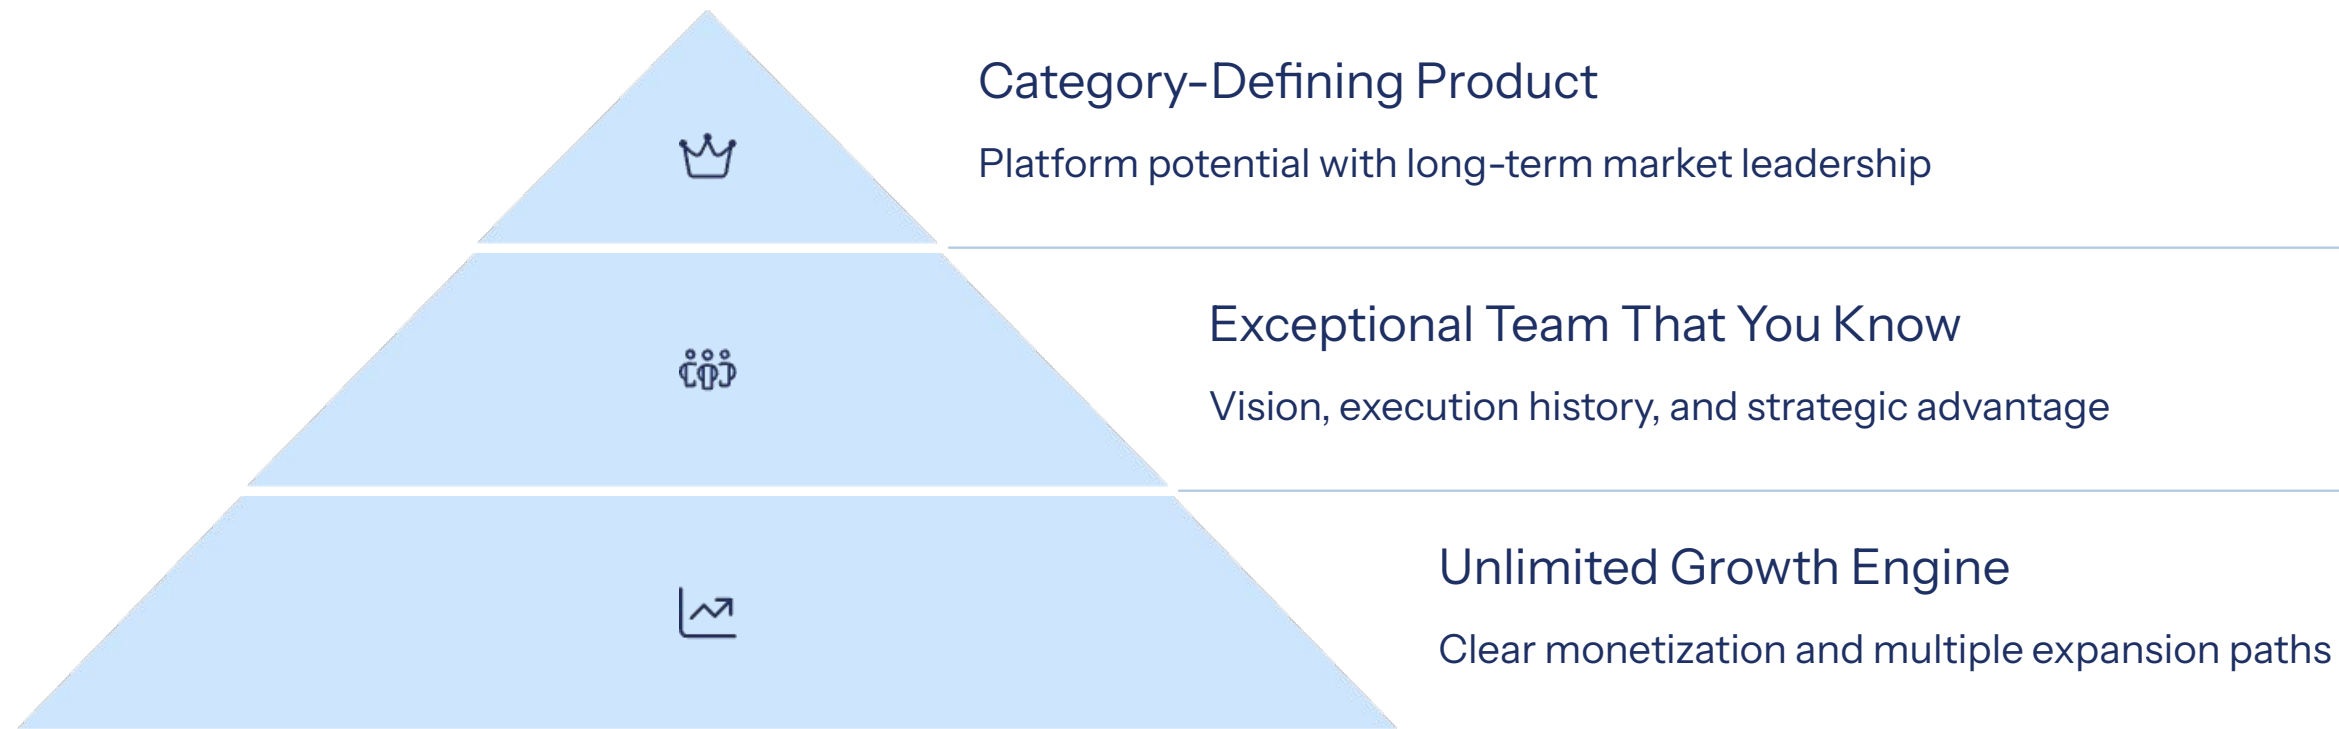 Category-Defining Product
Platform potential with long-term market leadership
Exceptional Team That You Know
Vision, execution history, and strategic advantage
Unlimited Growth Engine
Clear monetization and multiple expansion paths